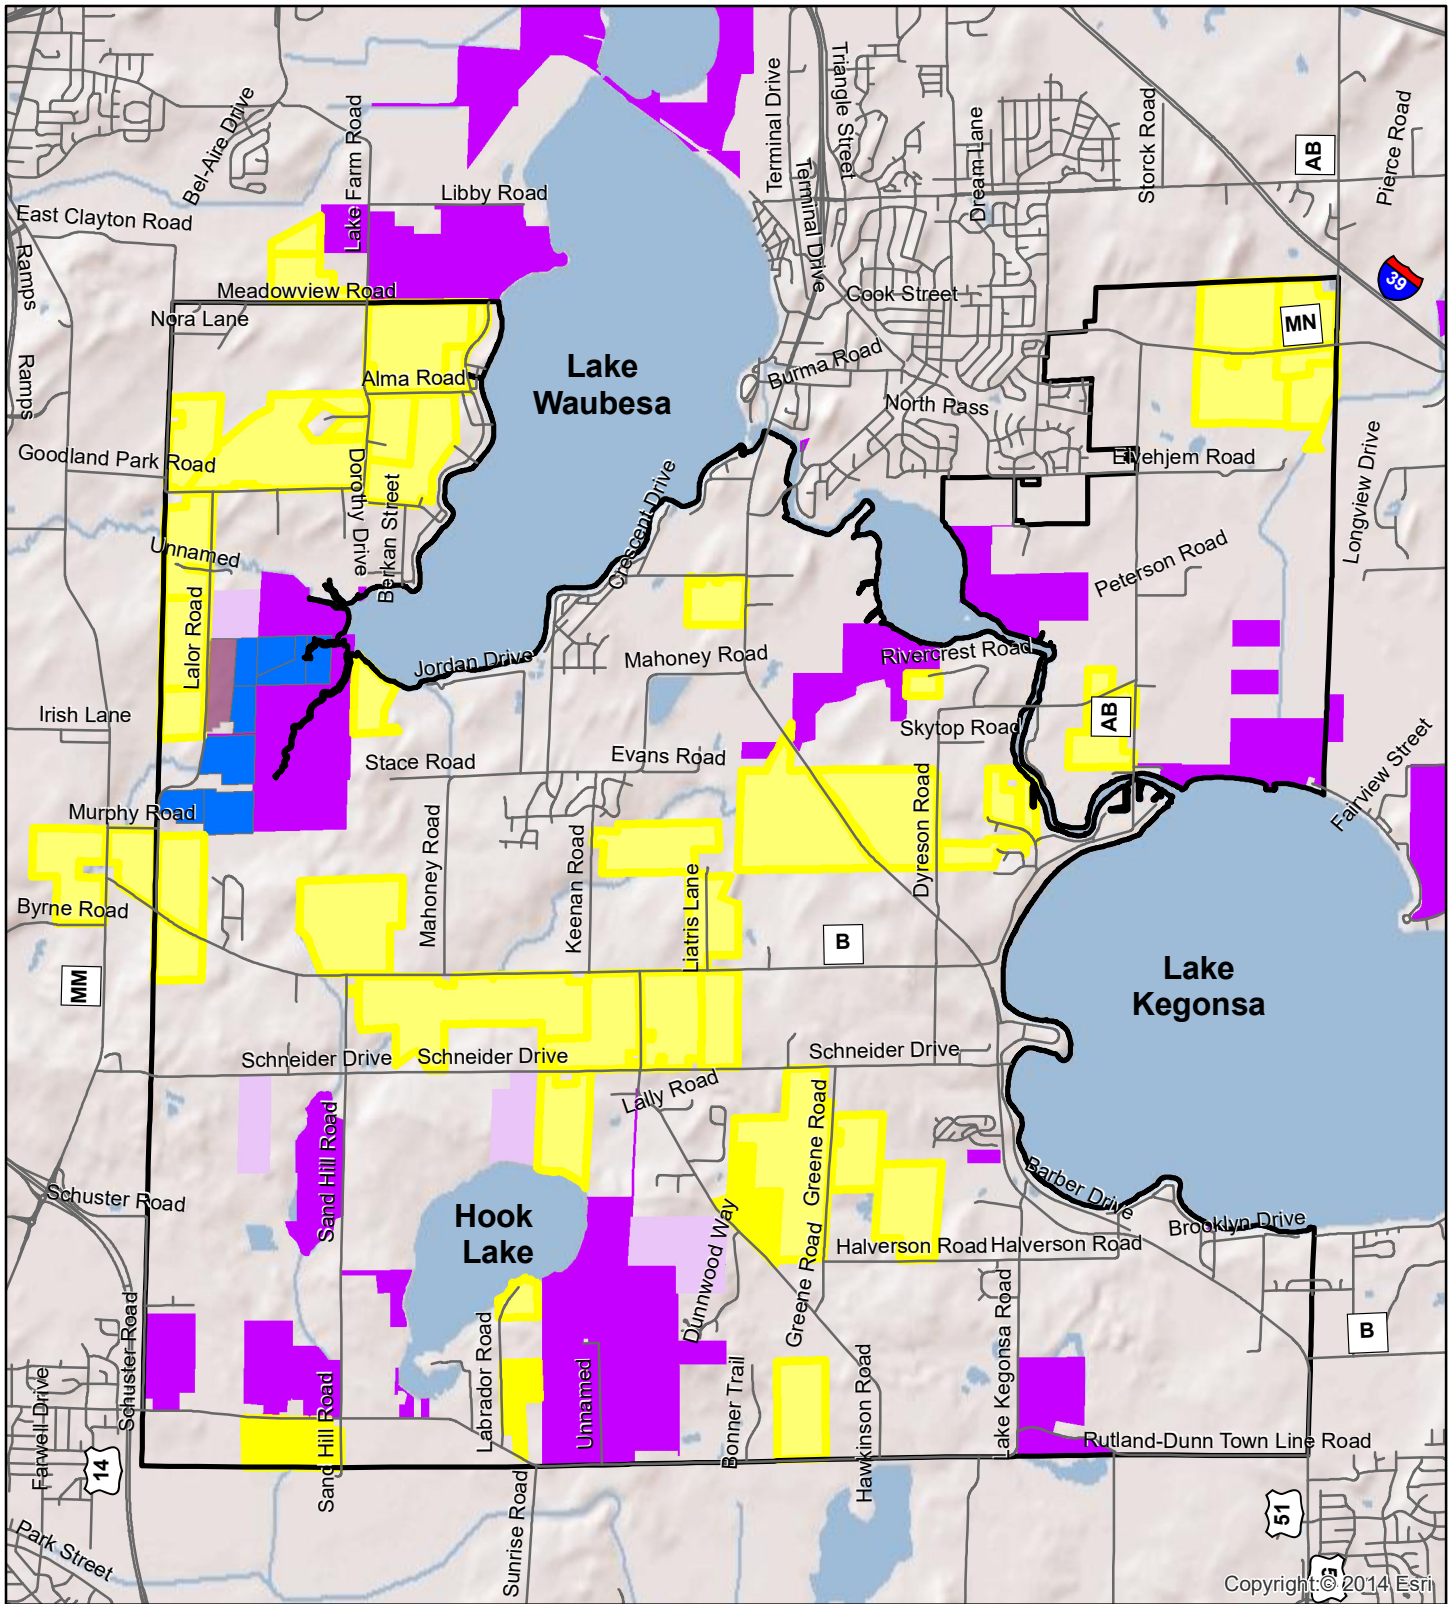 Terminal Drive
Triangle Street
Bel-Aire Drive
Lake Farm Road
Dream Lane
Storck Road
AB
Pierce Road
Libby Road
Terminal Drive
East Clayton Road
Ramps
Meadowview Road
Cook Street
39
Nora Lane
MN
Lake
Waubesa
Burma Road
Ramps
Alma Road
North Pass
Goodland Park Road
Elvehjem Road
Longview Drive
Dorothy Drive
Berkan Street
Crescent Drive
Unnamed
Peterson Road
Lalor Road
Jordan Drive
Mahoney Road
Rivercrest Road
Irish Lane
AB
Skytop Road
Stace Road
Evans Road
Fairview Street
Murphy Road
Mahoney Road
Keenan Road
Dyreson Road
Liatris Lane
Byrne Road
B
MM
Lake
Kegonsa
Schneider Drive
Schneider Drive
Schneider Drive
Lally Road
Sand Hill Road
Greene Road
Schuster Road
Barber Drive
Hook
Lake
Dunnwood Way
Brooklyn Drive
Halverson Road
Halverson Road
Greene Road
Schuster Road
Labrador Road
Lake Kegonsa Road
B
Farwell Drive
Unnamed
Bonner Trail
Hawkinson Road
Sand Hill Road
Rutland-Dunn Town Line Road
14
Sunrise Road
51
Park Street
Copyright:© 2014 Esri